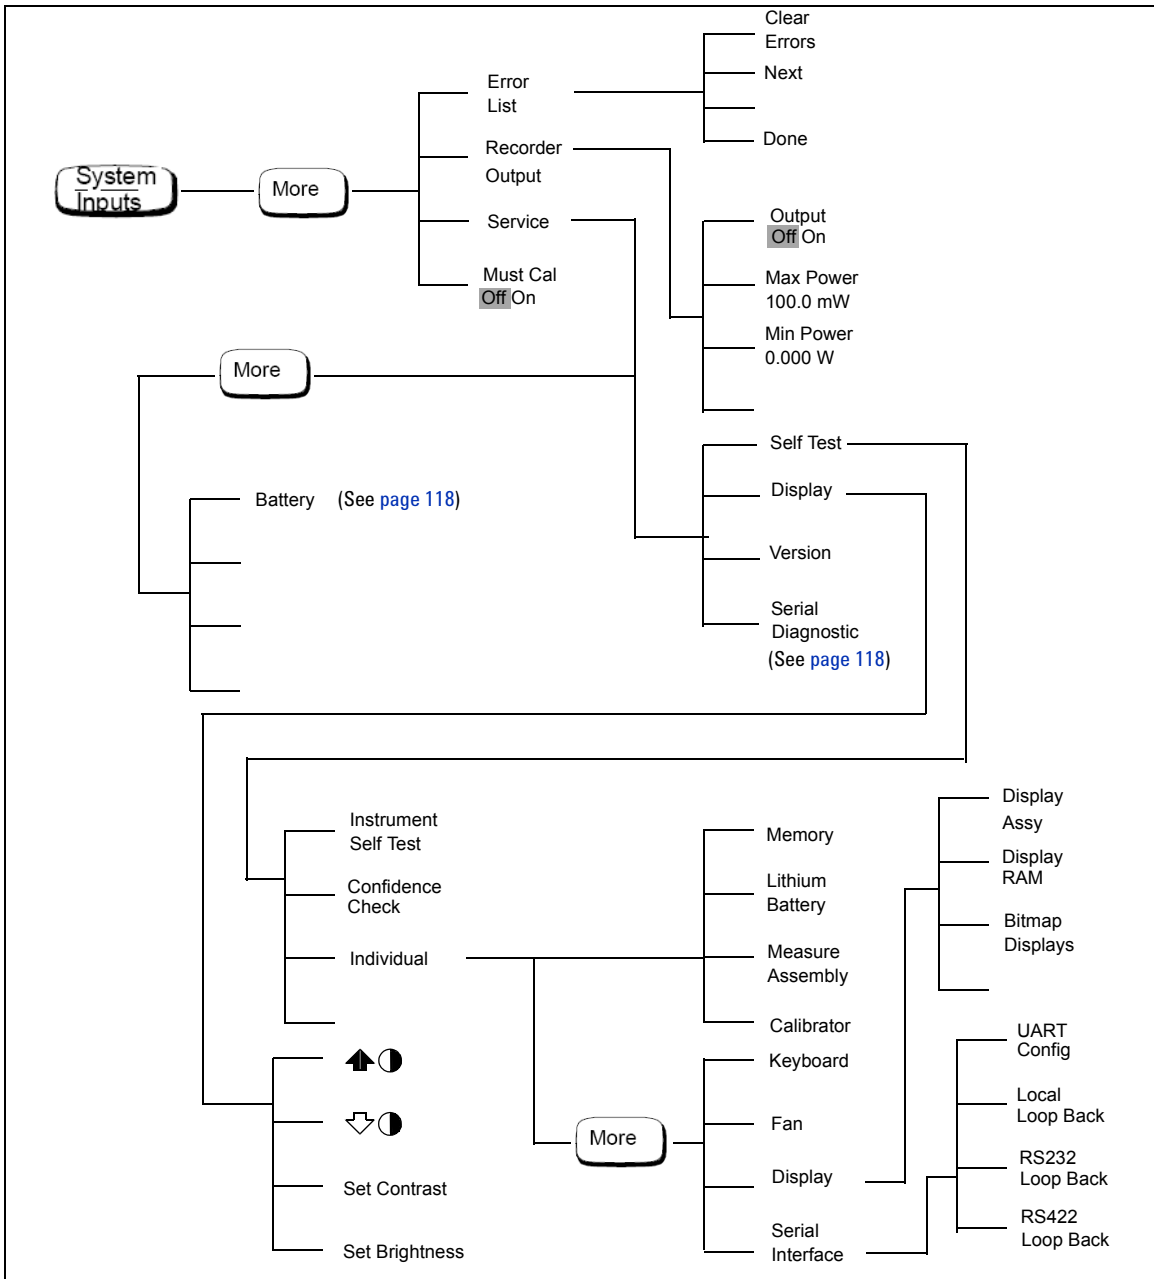 Clear
Errors
Next
Done
Error
List
Recorder
Output
Service
Must Cal
Off On
System
Inputs
More
Output
Off On
Max Power
100.0 mW
Min Power
0.000 W
More
Battery (See page 118)
Self Test
Display
Version
Serial
Diagnostic
(See page 118)
Instrument
Self Test
Confidence
Check
Individual
Memory
Lithium
Battery
Measure
Assembly
Calibrator
Display
Assy
Display
RAM
Bitmap
Displays
Set Contrast
Set Brightness
More
Keyboard
Fan
Display
Serial
Interface
UART
Config
Local
Loop Back
RS232
Loop Back
RS422
Loop Back